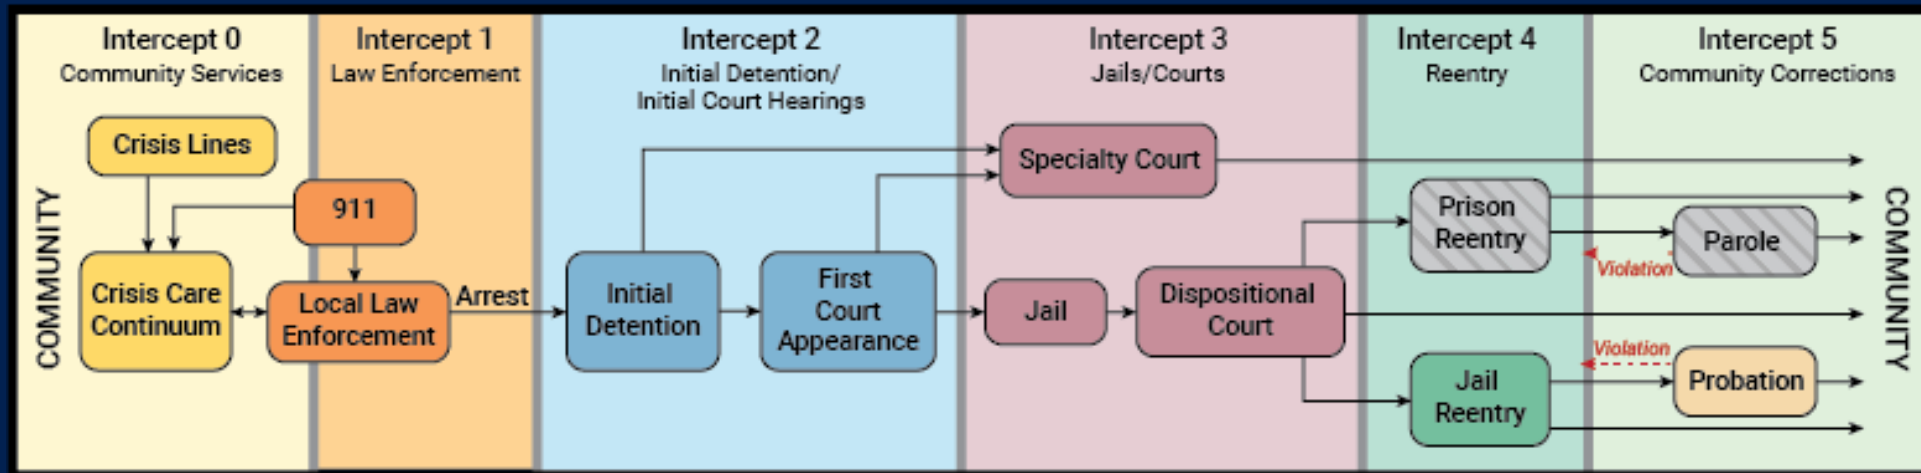 Intercept 0
Community Services
Intercept 1
Law Enforcement
Intercept 2
Initial Detention/
Initial Court Hearings
Intercept 3
Jails/Courts
Intercept 4
Reentry
Intercept 5
Community Corrections
COMMUNITY
Crisis Lines
911
Crisis Care
Continuum
Local Law
Enforcement
Arrest
Initial
Detention
First
Court
Appearance
Specialty Court
Jail
Dispositional
Court
Prison
Reentry
Violation
Parole
Jail
Reentry
Violation
Probation
COMMUNITY